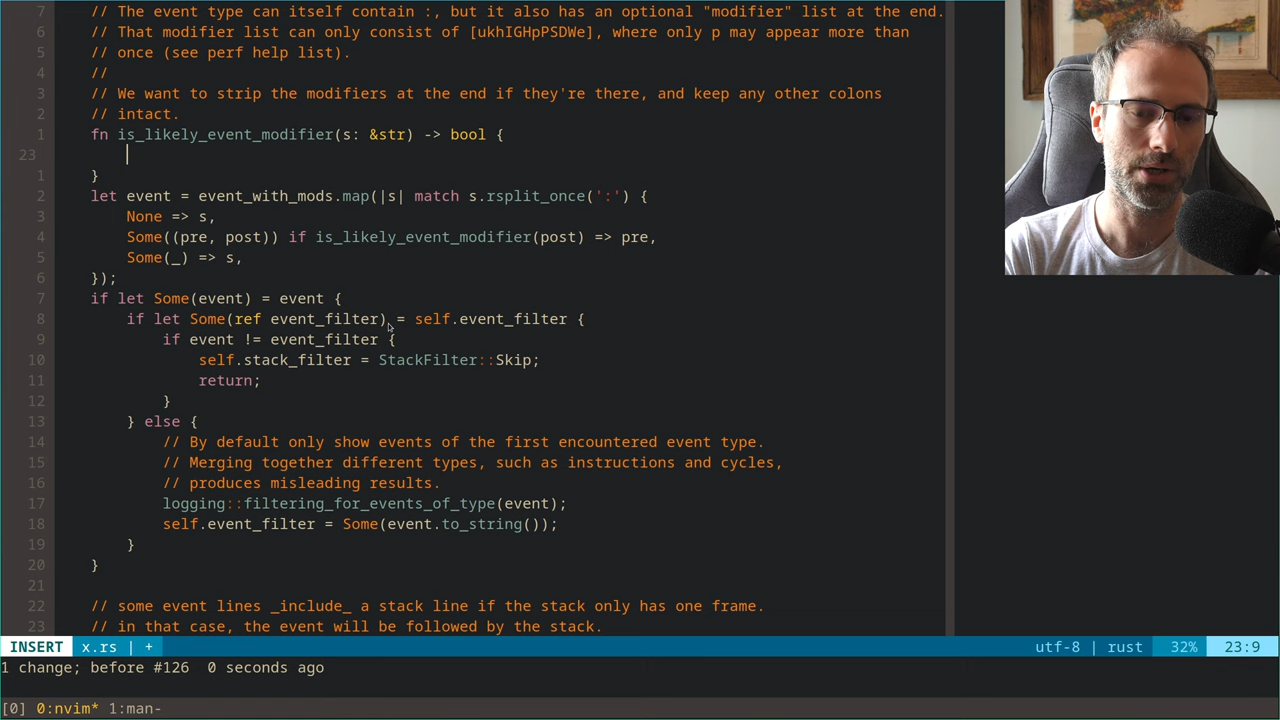 7 // The event type can itself contain :, but it also has an optional "modifier" list at the end.
6 // That modifier list can only consist of [ukhIGHpPSDWe], where only p may appear more than
5 // once (see perf help list).
4 //
3 // We want to strip the modifiers at the end if they're there, and keep any other colons
2 // intact.
1 fn is_likely_event_modifier(s: &str) -> bool {
23
1 }
2 let event = event_with_mods.map(|s| match s.rsplit_once(':') {
3 None => s,
4 Some((pre, post)) if is_likely_event_modifier(post) => pre,
5 Some(_) => s,
6 });
7 if let Some(event) = event {
8 if let Some(ref event_filter) = self.event_filter {
9 if event != event_filter {
10 self.stack_filter = StackFilter::Skip;
11 return;
12 }
13 } else {
14 // By default only show events of the first encountered event type.
15 // Merging together different types, such as instructions and cycles,
16 // produces misleading results.
17 logging::filtering_for_events_of_type(event);
18 self.event_filter = Some(event.to_string());
19 }
20 }
21
22 // some event lines _include_ a stack line if the stack only has one frame.
23 // in that case, the event will be followed by the stack.
INSERT x.rs | + utf-8 | rust 32% 23:9
1 change; before #126 0 seconds ago
[0] 0:nvim* 1:man-